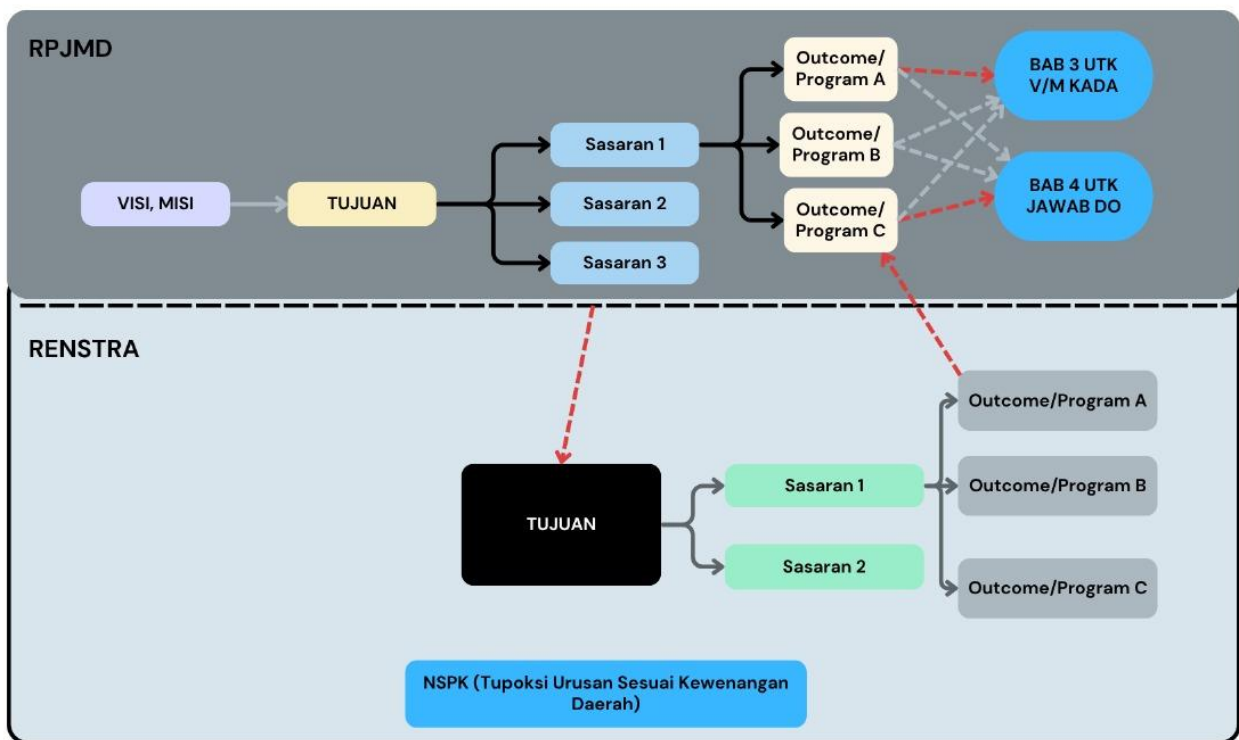 RPJMD
VISI, MISI
TUJUAN
Sasaran 1
Sasaran 2
Sasaran 3
Outcome/
Program A
Outcome/
Program B
Outcome/
Program C
BAB 3 UTK
V/M KADA
BAB 4 UTK
JAWAB DO
RENSTRA
TUJUAN
Sasaran 1
Sasaran 2
Outcome/Program A
Outcome/Program B
Outcome/Program C
NSPK (Tupoksi Urusan Sesuai Kewenangan
Daerah)